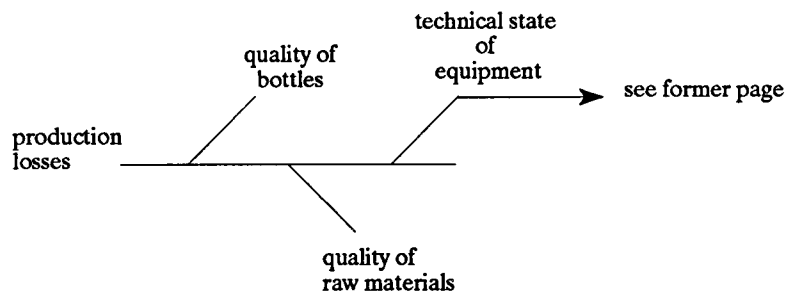 technical state
of
equipment
quality of
bottles
see former page
production
losses
quality of
raw materials